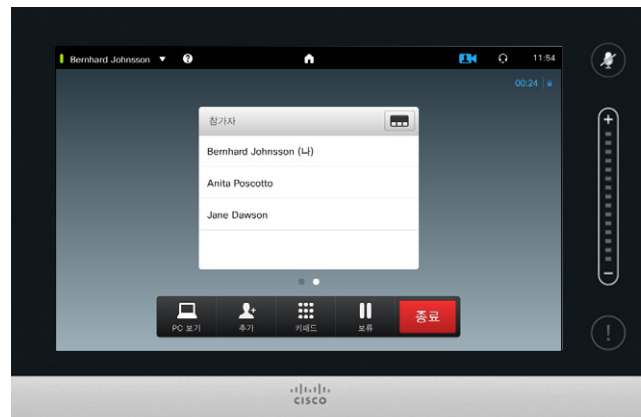 Bernhard Johnsson
?
11:54
00:24
+
참가자
Bernhard Johnsson (나)
Anita Poscotto
Jane Dawson
−
PC 보기
추가
키패드
보류
종료
!
CISCO